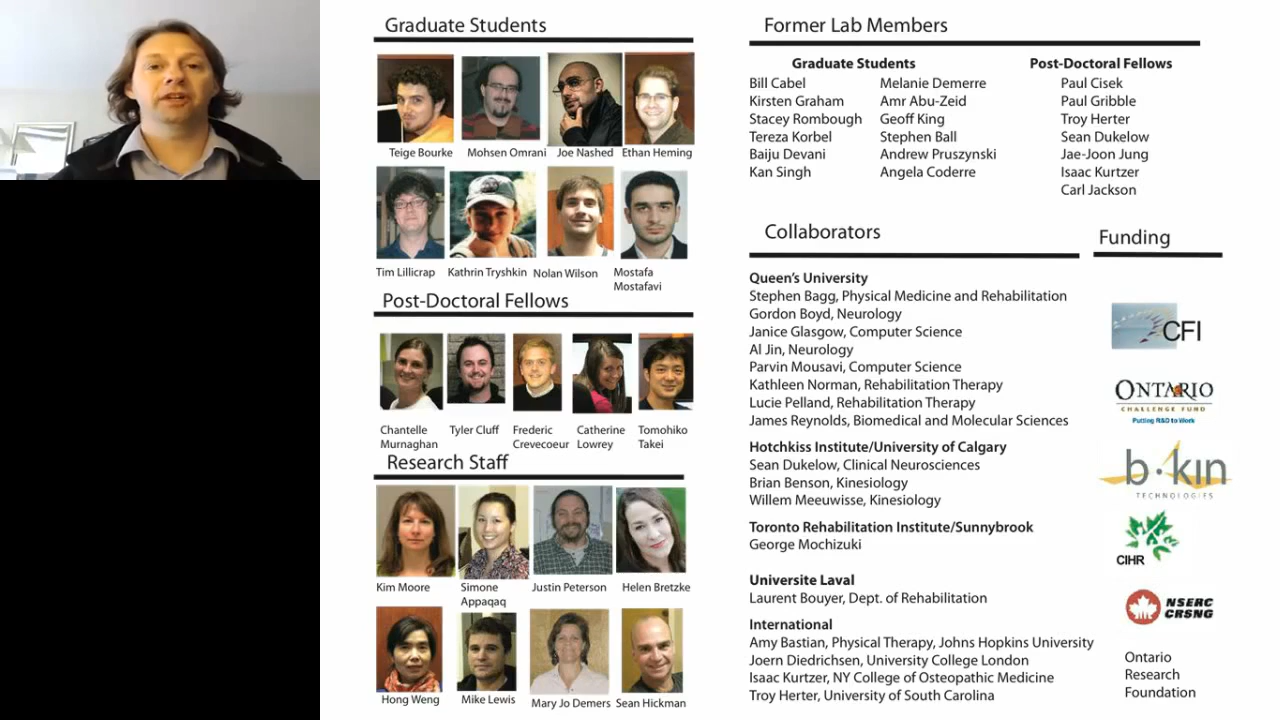 Graduate Students
Teige Bourke
Mohsen Omrani
Joe Nashed
Ethan Heming
Tim Lillicrap
Kathrin Tryshkin
Nolan Wilson
Mostafa
Mostafavi
Post-Doctoral Fellows
Chantelle
Murnaghan
Tyler Cluff
Frederic
Crevecoeur
Catherine
Lowrey
Tomohiko
Takei
Research Staff
Kim Moore
Simone
Appaqaq
Justin Peterson
Helen Bretzke
Hong Weng
Mike Lewis
Mary Jo Demers
Sean Hickman
Former Lab Members
Graduate Students
Bill Cabel
Kirsten Graham
Stacey Rombough
Tereza Korbel
Baiju Devani
Kan Singh
Melanie Demerre
Amr Abu-Zeid
Geoff King
Stephen Ball
Andrew Pruszynski
Angela Coderre
Post-Doctoral Fellows
Paul Cisek
Paul Gribble
Troy Herter
Sean Dukelow
Jae-Joon Jung
Isaac Kurtzer
Carl Jackson
Collaborators
Queen's University
Stephen Bagg, Physical Medicine and Rehabilitation
Gordon Boyd, Neurology
Janice Glasgow, Computer Science
Al Jin, Neurology
Parvin Mousavi, Computer Science
Kathleen Norman, Rehabilitation Therapy
Lucie Pelland, Rehabilitation Therapy
James Reynolds, Biomedical and Molecular Sciences
Hotchkiss Institute/University of Calgary
Sean Dukelow, Clinical Neurosciences
Brian Benson, Kinesiology
Willem Meeuwisse, Kinesiology
Toronto Rehabilitation Institute/Sunnybrook
George Mochizuki
Universite Laval
Laurent Bouyer, Dept. of Rehabilitation
International
Amy Bastian, Physical Therapy, Johns Hopkins University
Joern Diedrichsen, University College London
Isaac Kurtzer, NY College of Osteopathic Medicine
Troy Herter, University of South Carolina
Funding
CFI
ONTARIO
CHALLENGE FUND
Putting R&D to Work
b·kin
TECHNOLOGIES
CIHR
NSERC
CRSNG
Ontario
Research
Foundation